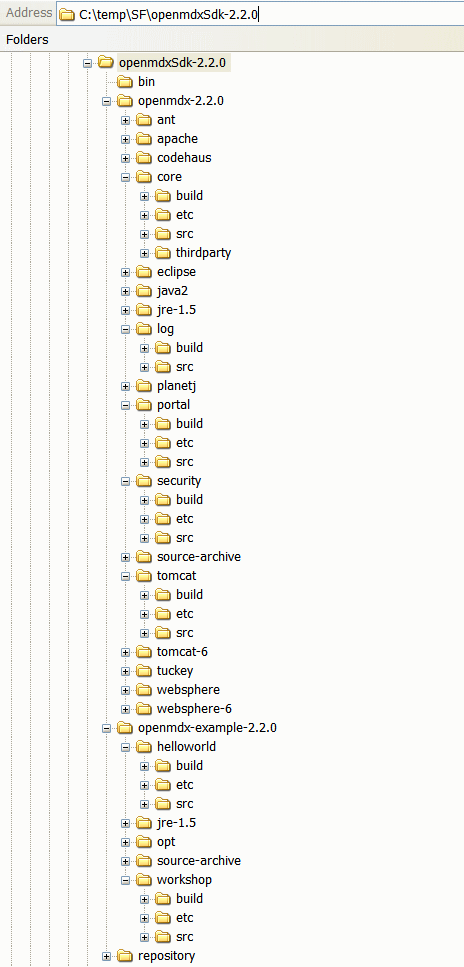 Address C:\temp\SF\openmdxSdk-2.2.0
Folders
openmdxSdk-2.2.0
bin
openmdx-2.2.0
ant
apache
codehaus
core
build
etc
src
thirdparty
eclipse
java2
jre-1.5
log
build
src
planetj
portal
build
etc
src
security
build
etc
src
source-archive
tomcat
build
etc
src
tomcat-6
tuckey
websphere
websphere-6
openmdx-example-2.2.0
helloworld
build
etc
src
jre-1.5
opt
source-archive
workshop
build
etc
src
repository